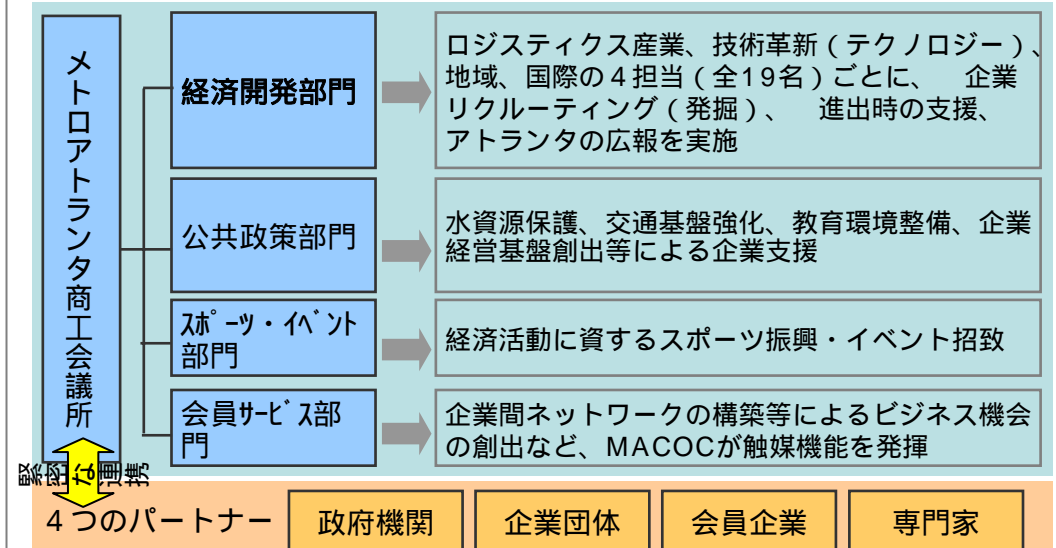 メトロアトランタ商工会議所
経済開発部門
ロジスティクス産業、技術革新（テクノロジー）、
地域、国際の４担当（全19名）ごとに、　企業
リクルーティング（発掘）、　進出時の支援、
アトランタの広報を実施
公共政策部門
水資源保護、交通基盤強化、教育環境整備、企業
経営基盤創出等による企業支援
ｽﾎﾟｰﾂ・ｲﾍﾞﾝﾄ
部門
経済活動に資するスポーツ振興・イベント招致
会員ｻｰﾋﾞｽ部
門
企業間ネットワークの構築等によるビジネス機会
の創出など、MACOCが触媒機能を発揮
緊密な連携
４つのパートナー
政府機関
企業団体
会員企業
専門家